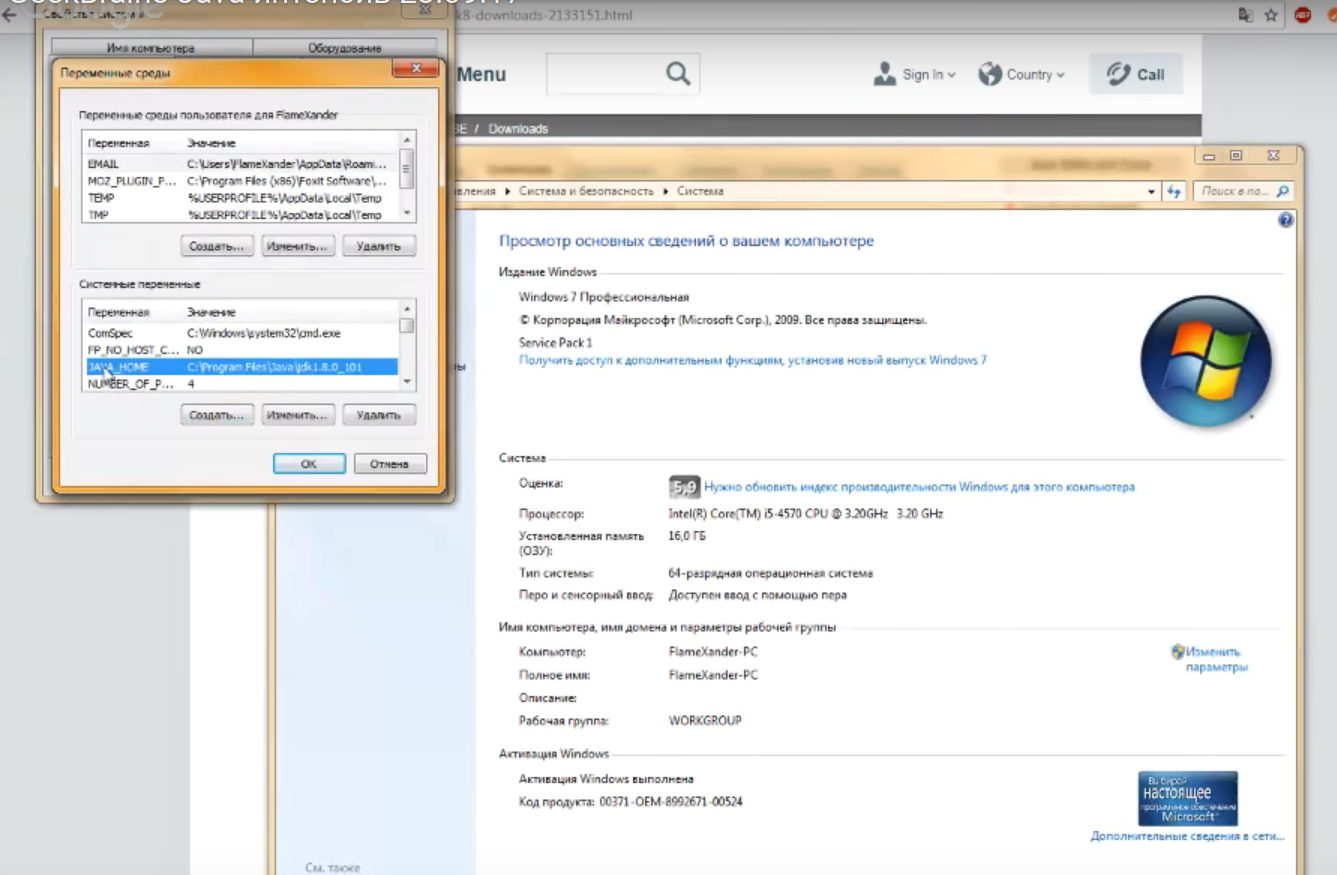 k8-downloads-2133151.html
Имя компьютера
Оборудование
Переменные среды
Переменные среды пользователя для FlameXander
Переменная Значение
EMAIL C:\Users\FlameXander\AppData\Roami...
MOZ_PLUGIN_P... C:\Program Files (x86)\Foxit Software\...
TEMP %USERPROFILE%\AppData\Local\Temp
TMP %USERPROFILE%\AppData\Local\Temp
Создать... Изменить... Удалить
Системные переменные
Переменная Значение
ComSpec C:\Windows\system32\cmd.exe
FP_NO_HOST_C... NO
JAVA_HOME C:\Program Files\Java\jdk1.8.0_101
NUMBER_OF_P... 4
Создать... Изменить... Удалить
OK Отмена
Menu
Sign In
Country
Call
SE / Downloads
вления Система и безопасность Система
Поиск в па...
Просмотр основных сведений о вашем компьютере
Издание Windows
Windows 7 Профессиональная
© Корпорация Майкрософт (Microsoft Corp.), 2009. Все права защищены.
Service Pack 1
Получить доступ к дополнительным функциям, установив новый выпуск Windows 7
ры
Система
Оценка: 5,9 Нужно обновить индекс производительности Windows для этого компьютера
Процессор: Intel(R) Core(TM) i5-4570 CPU @ 3.20GHz 3.20 GHz
Установленная память 16,0 ГБ
(ОЗУ):
Тип системы: 64-разрядная операционная система
Перо и сенсорный ввод: Доступен ввод с помощью пера
Имя компьютера, имя домена и параметры рабочей группы
Компьютер: FlameXander-PC
Изменить
параметры
Полное имя: FlameXander-PC
Описание:
Рабочая группа: WORKGROUP
Активация Windows
Активация Windows выполнена
Код продукта: 00371-OEM-8992671-00524
Выбирай
настоящее
программное обеспечение
Microsoft
Дополнительные сведения в сети...
См. также